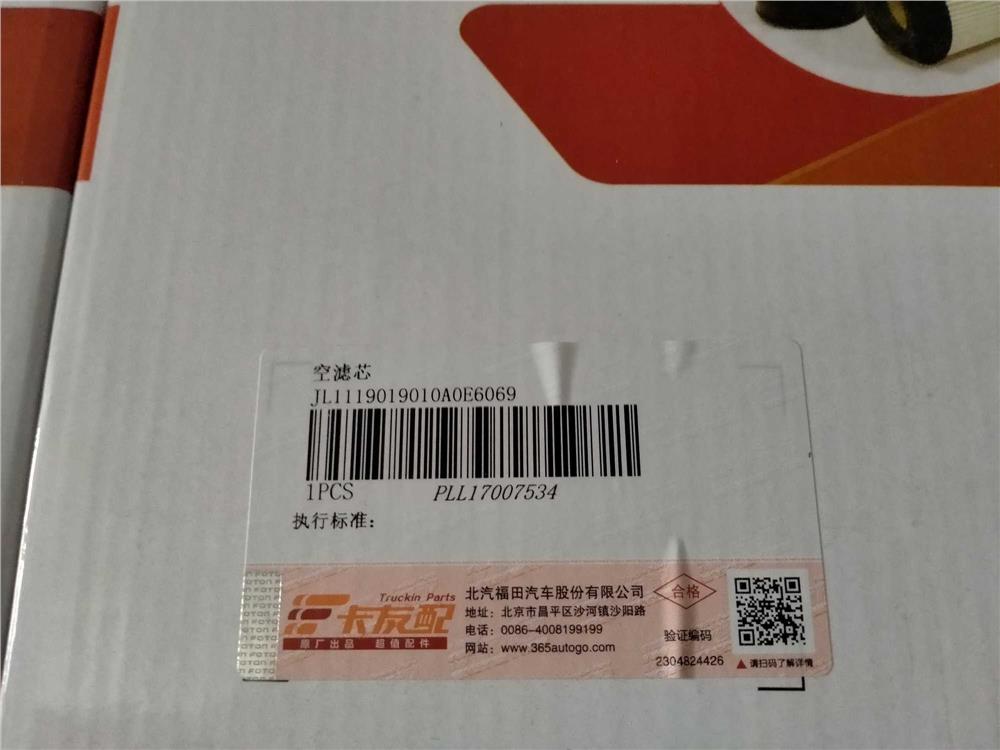 空滤芯
JL1119019010A0E6069
1PCS PLL17007534
执行标准：
Truckin Parts
卡友配
原厂出品 超值配件
北汽福田汽车股份有限公司
地址：北京市昌平区沙河镇沙阳路
电话：0086-4008199199
网站：www.365autogo.com
合格
验证编码
2304824426
▲请扫码了解详情
FOTON